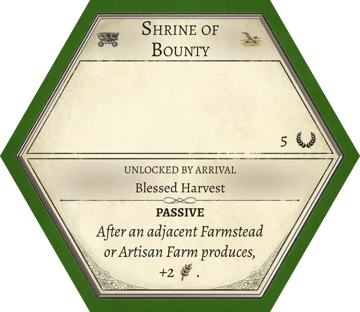 Shrine of
Bounty
5
UNLOCKED BY ARRIVAL
Blessed Harvest
PASSIVE
After an adjacent Farmstead
or Artisan Farm produces,
+2 .